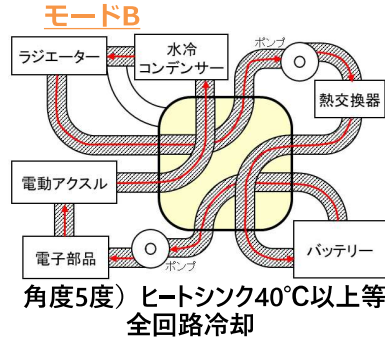 モードB
ラジエーター
水冷
コンデンサー
ポンプ
熱交換器
電動アクスル
電子部品
ポンプ
バッテリー
角度5度）ヒートシンク40℃以上等
全回路冷却